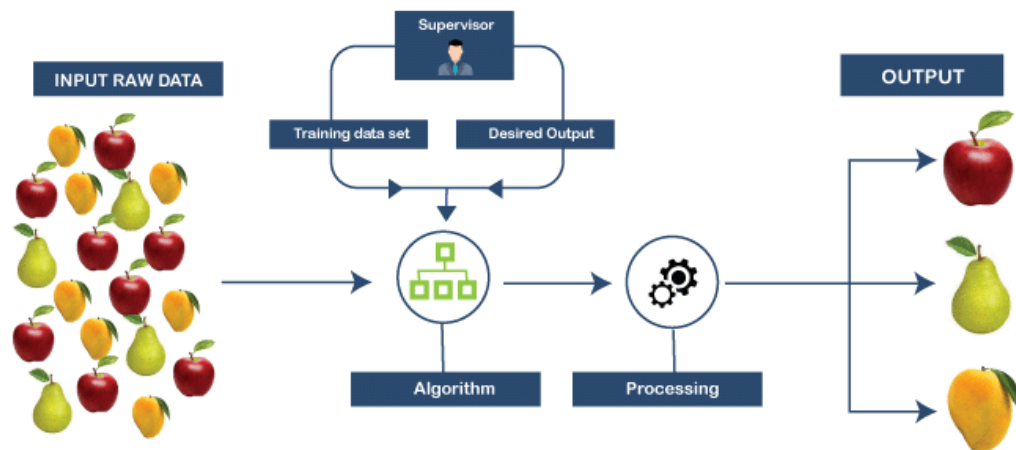 Supervisor
INPUT RAW DATA
OUTPUT
Training data set
Desired Output
Algorithm
Processing